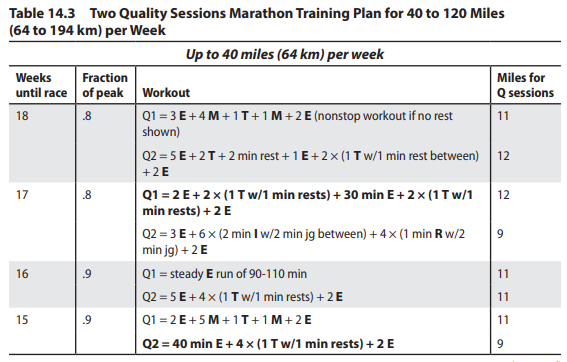 Table 14.3 Two Quality Sessions Marathon Training Plan for 40 to 120 Miles
(64 to 194 km) per Week
Up to 40 miles (64 km) per week
Weeks until race Fraction of peak Workout Miles for Q sessions
18 .8 Q1 = 3 E + 4 M + 1 T + 1 M + 2 E (nonstop workout if no rest 11
shown)
Q2 = 5 E + 2 T + 2 min rest + 1 E + 2 × (1 T w/1 min rest between) 12
+ 2 E
17 .8 Q1 = 2 E + 2 × (1 T w/1 min rests) + 30 min E + 2 × (1 T w/1 12
min rests) + 2 E
Q2 = 3 E + 6 × (2 min I w/2 min jg between) + 4 × (1 min R w/2 9
min jg) + 2 E
16 .9 Q1 = steady E run of 90-110 min 11
Q2 = 5 E + 4 × (1 T w/1 min rests) + 2 E 11
15 .9 Q1 = 2 E + 5 M + 1 T + 1 M + 2 E 11
Q2 = 40 min E + 4 × (1 T w/1 min rests) + 2 E 9